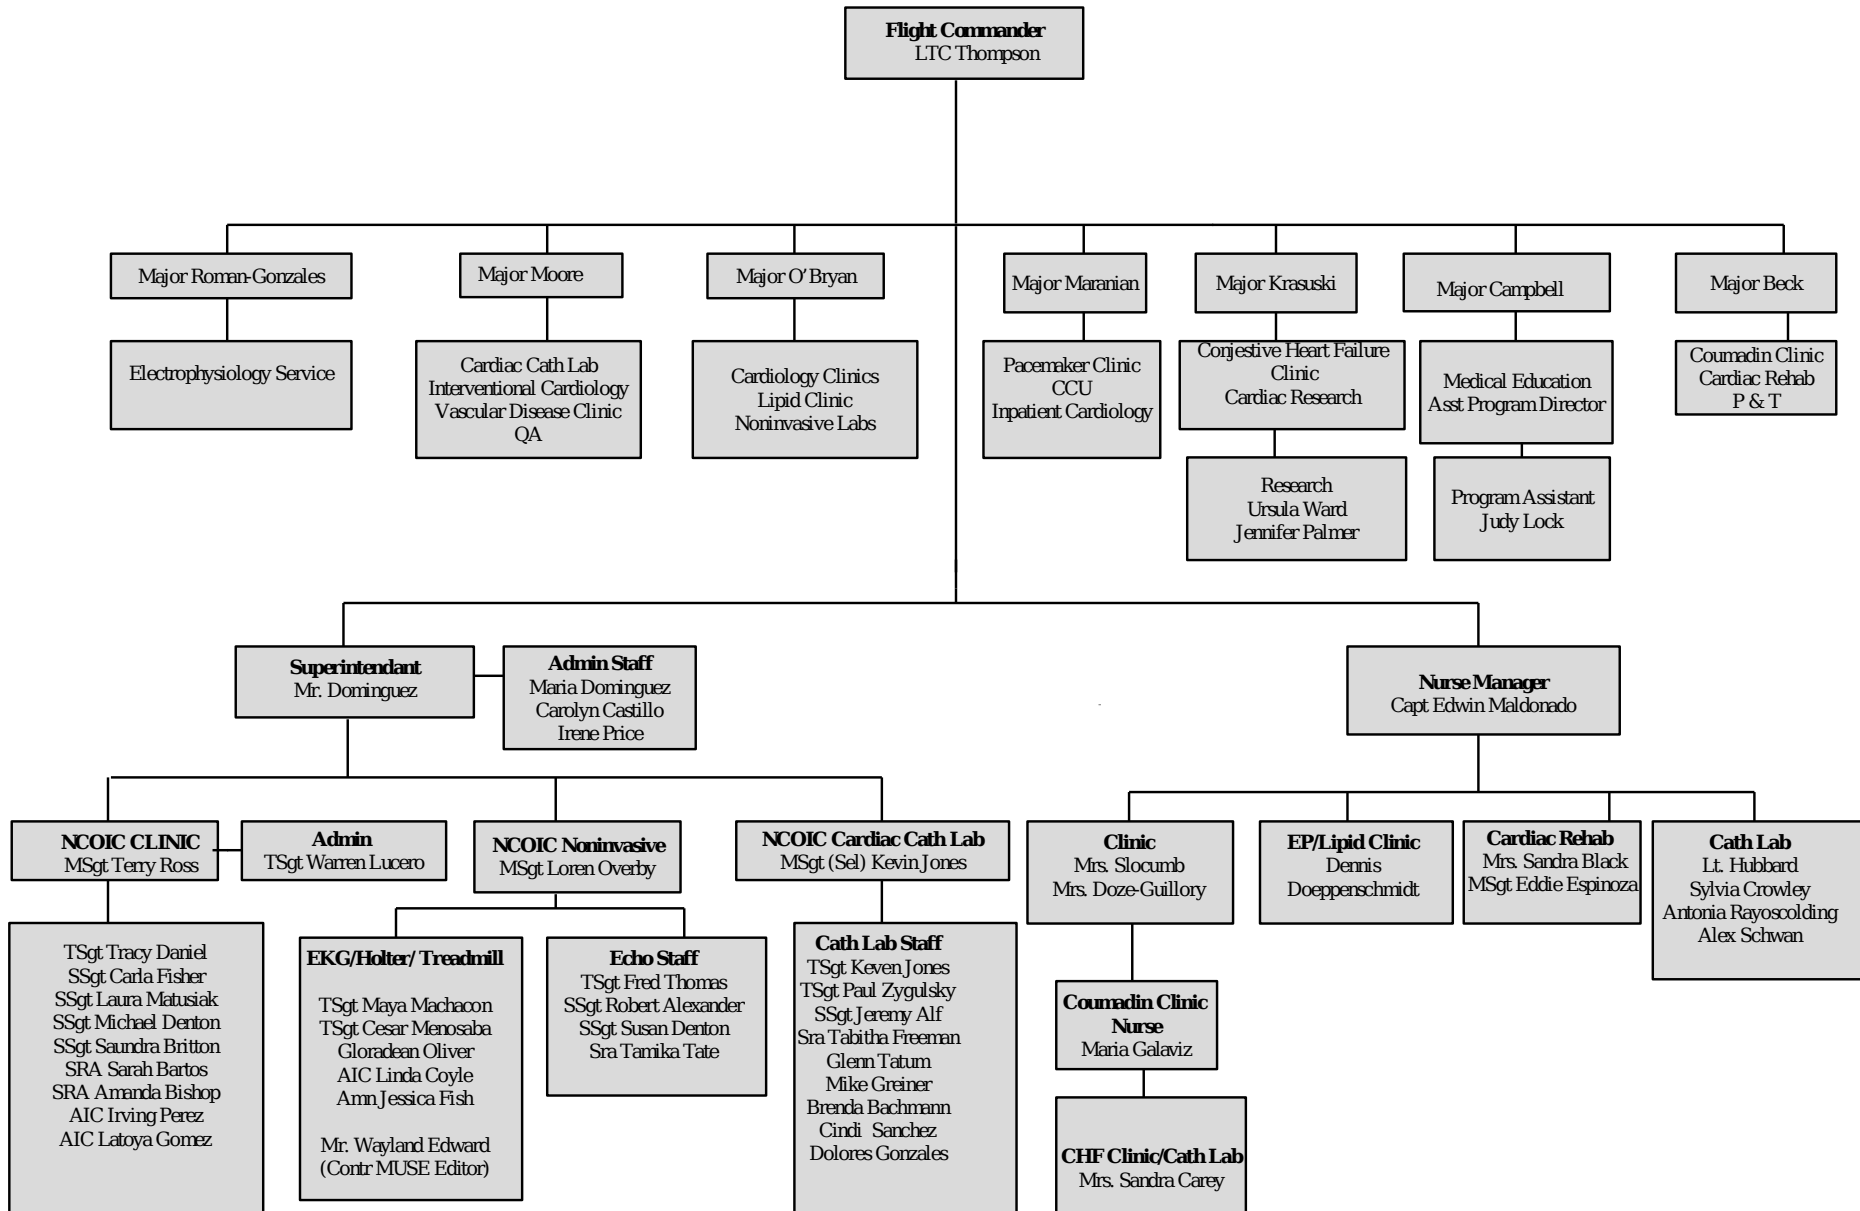 Flight Commander
LTC Thompson
Major Roman-Gonzales
Major Moore
Major O' Bryan
Major Maranian
Major Krasuski
Major Campbell
Major Beck
Electrophysiology Service
Cardiac Cath Lab
Interventional Cardiology
Vascular Disease Clinic
QA
Cardiology Clinics
Lipid Clinic
Noninvasive Labs
Pacemaker Clinic
CCU
Inpatient Cardiology
Conjestive Heart Failure
Clinic
Cardiac Research
Medical Education
Asst Program Director
Coumadin Clinic
Cardiac Rehab
P & T
Research
Ursula Ward
Jennifer Palmer
Program Assistant
Judy Lock
Superintendant
Mr. Dominguez
Admin Staff
Maria Dominguez
Carolyn Castillo
Irene Price
Nurse Manager
Capt Edwin Maldonado
NCOIC CLINIC
MSgt Terry Ross
Admin
TSgt Warren Lucero
NCOIC Noninvasive
MSgt Loren Overby
NCOIC Cardiac Cath Lab
MSgt (Sel) Kevin Jones
Clinic
Mrs. Slocumb
Mrs. Doze-Guillory
EP/Lipid Clinic
Dennis
Doeppenschmidt
Cardiac Rehab
Mrs. Sandra Black
MSgt Eddie Espinoza
Cath Lab
Lt. Hubbard
Sylvia Crowley
Antonia Rayoscolding
Alex Schwan
TSgt Tracy Daniel
SSgt Carla Fisher
SSgt Laura Matusiak
SSgt Michael Denton
SSgt Saundra Britton
SRA Sarah Bartos
SRA Amanda Bishop
AIC Irving Perez
AIC Latoya Gomez
EKG/Holter/ Treadmill
TSgt Maya Machacon
TSgt Cesar Menosaba
Gloradean Oliver
AIC Linda Coyle
Amn Jessica Fish
Mr. Wayland Edward
(Contr MUSE Editor)
Echo Staff
TSgt Fred Thomas
SSgt Robert Alexander
SSgt Susan Denton
Sra Tamika Tate
Cath Lab Staff
TSgt Keven Jones
TSgt Paul Zygulsky
SSgt Jeremy Alf
Sra Tabitha Freeman
Glenn Tatum
Mike Greiner
Brenda Bachmann
Cindi Sanchez
Dolores Gonzales
Coumadin Clinic
Nurse
Maria Galaviz
CHF Clinic/Cath Lab
Mrs. Sandra Carey